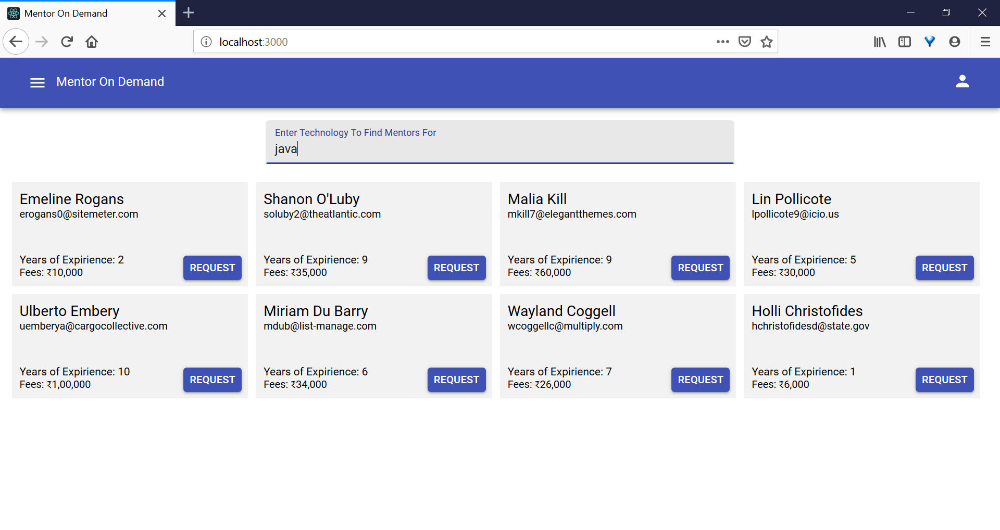 Mentor On Demand
localhost:3000
Mentor On Demand
Enter Technology To Find Mentors For
java
Emeline Rogans
erogans0@sitemeter.com
Years of Expirience: 2
Fees: ₹10,000
REQUEST
Shanon O'Luby
soluby2@theatlantic.com
Years of Expirience: 9
Fees: ₹35,000
REQUEST
Malia Kill
mkill7@elegantthemes.com
Years of Expirience: 9
Fees: ₹60,000
REQUEST
Lin Pollicote
lpollicote9@icio.us
Years of Expirience: 5
Fees: ₹30,000
REQUEST
Ulberto Embery
uemberya@cargocollective.com
Years of Expirience: 10
Fees: ₹1,00,000
REQUEST
Miriam Du Barry
mdub@list-manage.com
Years of Expirience: 6
Fees: ₹34,000
REQUEST
Wayland Coggell
wcoggellc@multiply.com
Years of Expirience: 7
Fees: ₹26,000
REQUEST
Holli Christofides
hchristofidesd@state.gov
Years of Expirience: 1
Fees: ₹6,000
REQUEST